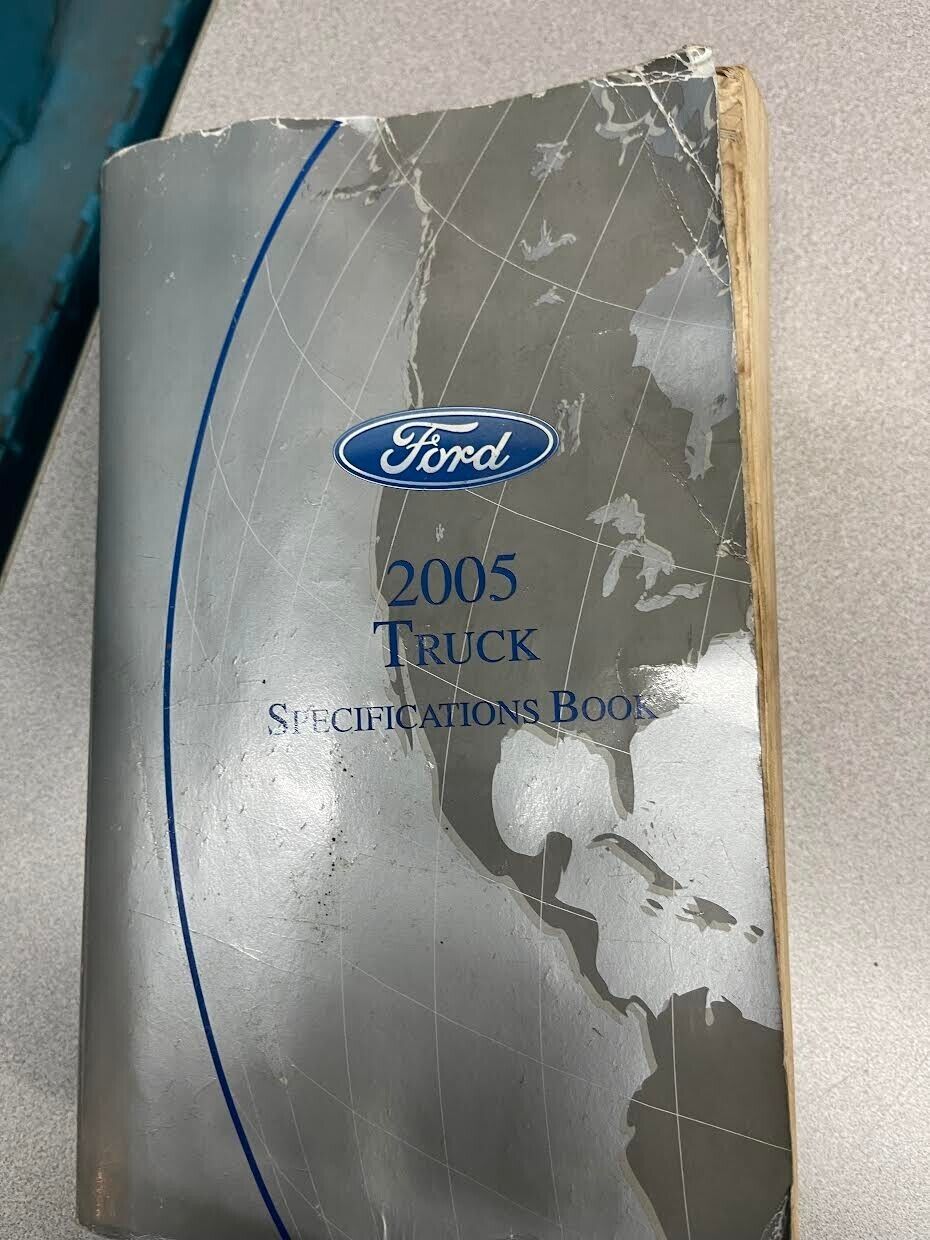 Ford
2005
TRUCK
SPECIFICATIONS BOOK